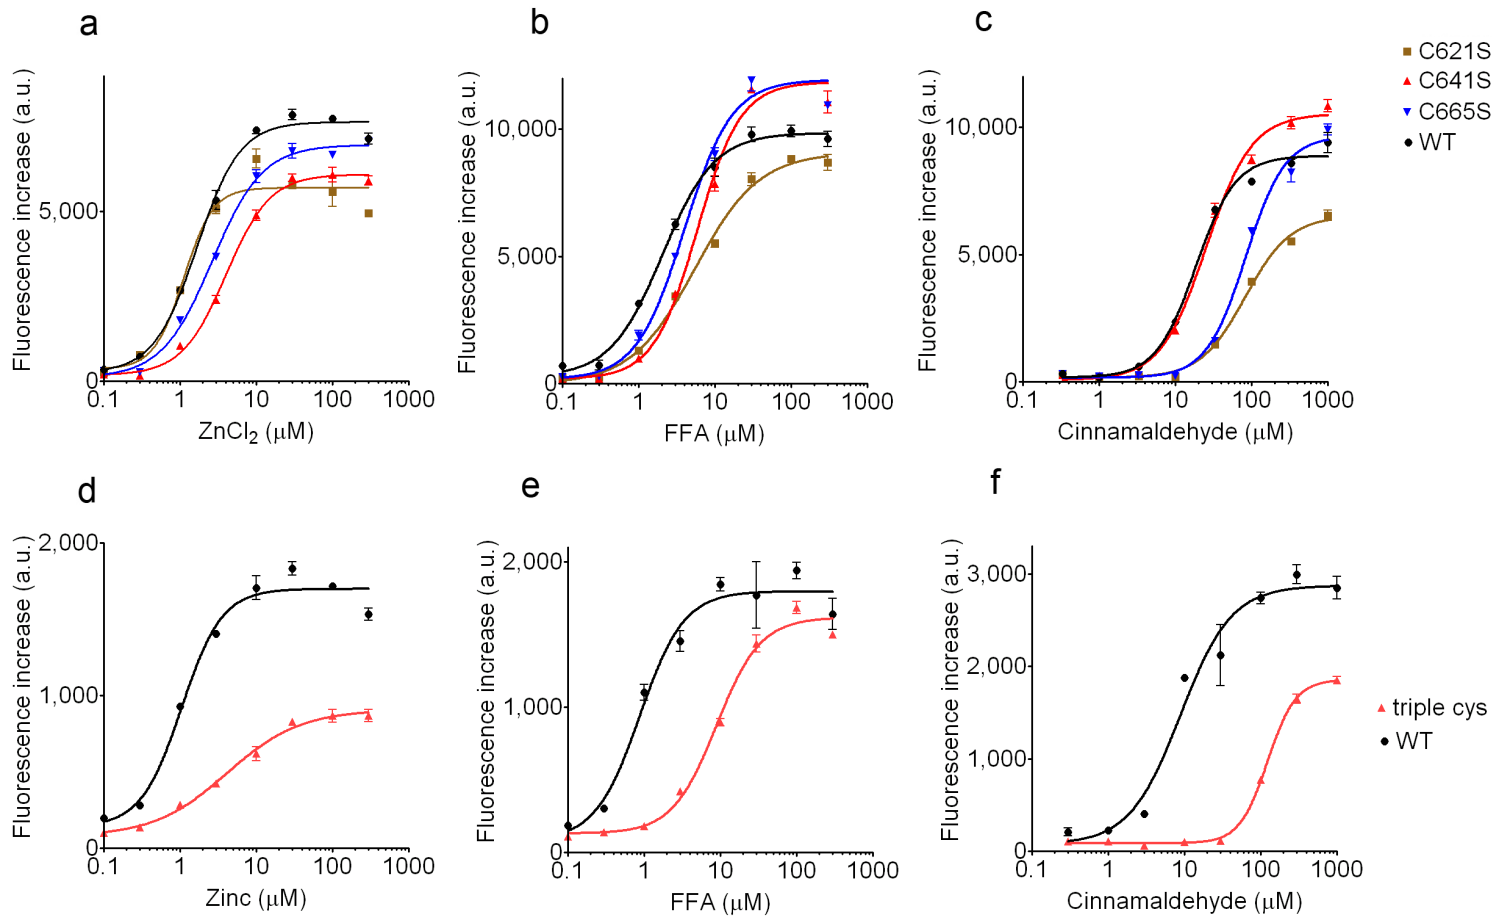 a
Fluorescence increase (a.u.)
5,000
0
0.1 1 10 100 1000
ZnCl2 (μM)
b
Fluorescence increase (a.u.)
10,000
5,000
0
0.1 1 10 100 1000
FFA (μM)
c
Fluorescence increase (a.u.)
10,000
5,000
0
0.1 1 10 100 1000
Cinnamaldehyde (μM)
C621S
C641S
C665S
WT
d
Fluorescence increase (a.u.)
2,000
1,000
0
0.1 1 10 100 1000
Zinc (μM)
e
Fluorescence increase (a.u.)
2,000
1,000
0
0.1 1 10 100 1000
FFA (μM)
f
Fluorescence increase (a.u.)
3,000
2,000
1,000
0
0.1 1 10 100 1000
Cinnamaldehyde (μM)
triple cys
WT